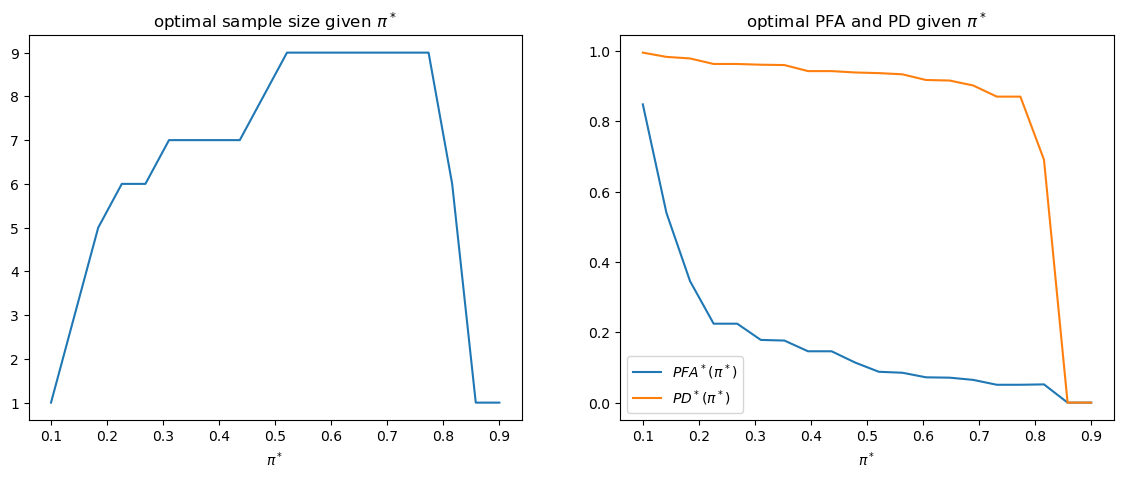 optimal sample size given π*
9
8
7
6
5
4
3
2
1
0.1 0.2 0.3 0.4 0.5 0.6 0.7 0.8 0.9
π*
optimal PFA and PD given π*
1.0
0.8
0.6
0.4
0.2
0.0
PFA*(π*)
PD*(π*)
0.1 0.2 0.3 0.4 0.5 0.6 0.7 0.8 0.9
π*